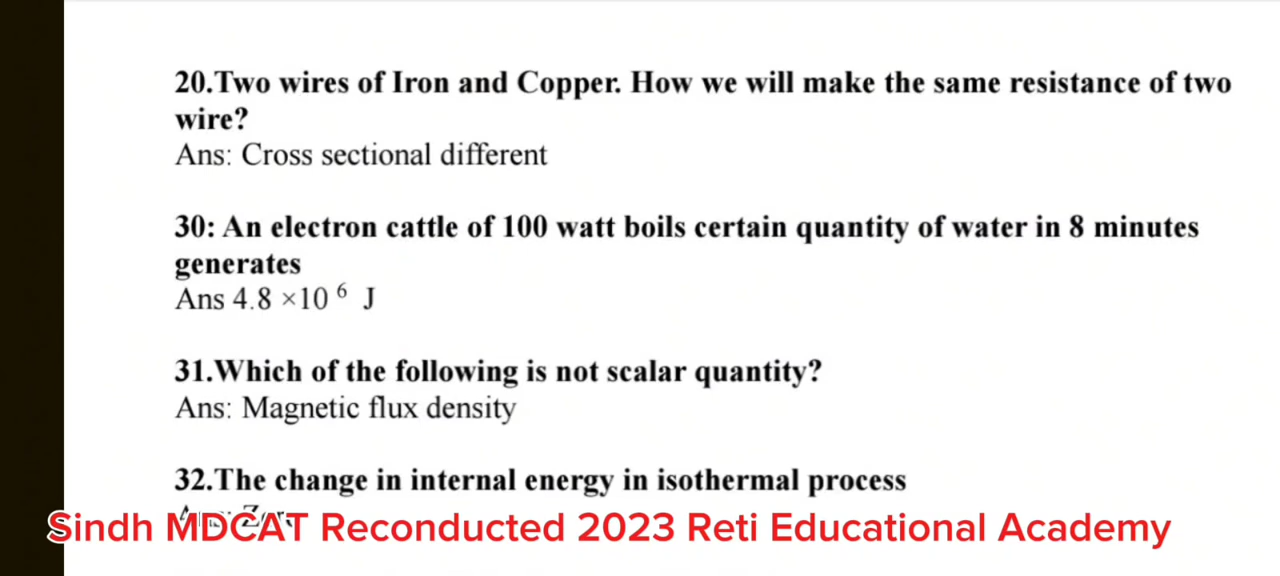 20.Two wires of Iron and Copper. How we will make the same resistance of two
wire?
Ans: Cross sectional different
30: An electron cattle of 100 watt boils certain quantity of water in 8 minutes
generates
Ans 4.8 ×10 ⁶ J
31.Which of the following is not scalar quantity?
Ans: Magnetic flux density
32.The change in internal energy in isothermal process
Sindh MDCAT Reconducted 2023 Reti Educational Academy